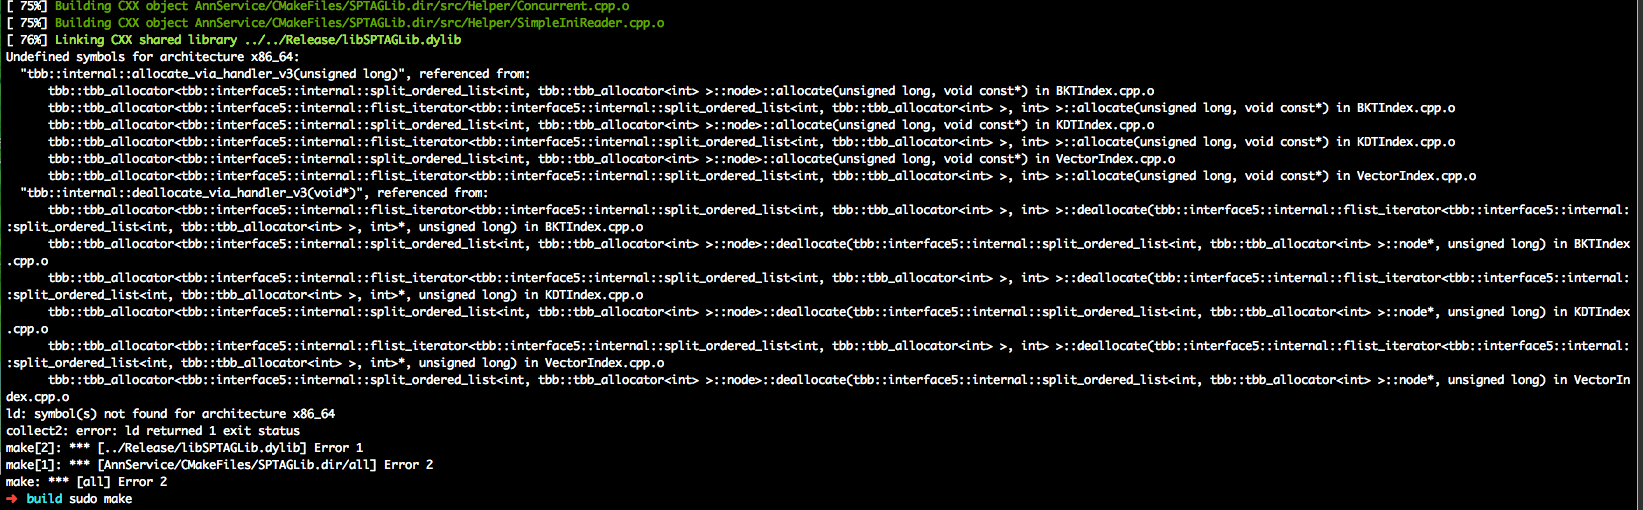 [ 75%] Building CXX object AnnService/CMakeFiles/SPTAGLib.dir/src/Helper/Concurrent.cpp.o
[ 75%] Building CXX object AnnService/CMakeFiles/SPTAGLib.dir/src/Helper/SimpleIniReader.cpp.o
[ 76%] Linking CXX shared library ../../Release/libSPTAGLib.dylib
Undefined symbols for architecture x86_64:
  "tbb::internal::allocate_via_handler_v3(unsigned long)", referenced from:
      tbb::tbb_allocator<tbb::interface5::internal::split_ordered_list<int, tbb::tbb_allocator<int> >::node>::allocate(unsigned long, void const*) in BKTIndex.cpp.o
      tbb::tbb_allocator<tbb::interface5::internal::flist_iterator<tbb::interface5::internal::split_ordered_list<int, tbb::tbb_allocator<int> >, int> >::allocate(unsigned long, void const*) in BKTIndex.cpp.o
      tbb::tbb_allocator<tbb::interface5::internal::split_ordered_list<int, tbb::tbb_allocator<int> >::node>::allocate(unsigned long, void const*) in KDTIndex.cpp.o
      tbb::tbb_allocator<tbb::interface5::internal::flist_iterator<tbb::interface5::internal::split_ordered_list<int, tbb::tbb_allocator<int> >, int> >::allocate(unsigned long, void const*) in KDTIndex.cpp.o
      tbb::tbb_allocator<tbb::interface5::internal::split_ordered_list<int, tbb::tbb_allocator<int> >::node>::allocate(unsigned long, void const*) in VectorIndex.cpp.o
      tbb::tbb_allocator<tbb::interface5::internal::flist_iterator<tbb::interface5::internal::split_ordered_list<int, tbb::tbb_allocator<int> >, int> >::allocate(unsigned long, void const*) in VectorIndex.cpp.o
  "tbb::internal::deallocate_via_handler_v3(void*)", referenced from:
      tbb::tbb_allocator<tbb::interface5::internal::flist_iterator<tbb::interface5::internal::split_ordered_list<int, tbb::tbb_allocator<int> >, int> >::deallocate(tbb::interface5::internal::flist_iterator<tbb::interface5::internal:
:split_ordered_list<int, tbb::tbb_allocator<int> >, int>*, unsigned long) in BKTIndex.cpp.o
      tbb::tbb_allocator<tbb::interface5::internal::split_ordered_list<int, tbb::tbb_allocator<int> >::node>::deallocate(tbb::interface5::internal::split_ordered_list<int, tbb::tbb_allocator<int> >::node*, unsigned long) in BKTIndex
.cpp.o
      tbb::tbb_allocator<tbb::interface5::internal::flist_iterator<tbb::interface5::internal::split_ordered_list<int, tbb::tbb_allocator<int> >, int> >::deallocate(tbb::interface5::internal::flist_iterator<tbb::interface5::internal:
:split_ordered_list<int, tbb::tbb_allocator<int> >, int>*, unsigned long) in KDTIndex.cpp.o
      tbb::tbb_allocator<tbb::interface5::internal::split_ordered_list<int, tbb::tbb_allocator<int> >::node>::deallocate(tbb::interface5::internal::split_ordered_list<int, tbb::tbb_allocator<int> >::node*, unsigned long) in KDTIndex
.cpp.o
      tbb::tbb_allocator<tbb::interface5::internal::flist_iterator<tbb::interface5::internal::split_ordered_list<int, tbb::tbb_allocator<int> >, int> >::deallocate(tbb::interface5::internal::flist_iterator<tbb::interface5::internal:
:split_ordered_list<int, tbb::tbb_allocator<int> >, int>*, unsigned long) in VectorIndex.cpp.o
      tbb::tbb_allocator<tbb::interface5::internal::split_ordered_list<int, tbb::tbb_allocator<int> >::node>::deallocate(tbb::interface5::internal::split_ordered_list<int, tbb::tbb_allocator<int> >::node*, unsigned long) in VectorIn
dex.cpp.o
ld: symbol(s) not found for architecture x86_64
collect2: error: ld returned 1 exit status
make[2]: *** [../Release/libSPTAGLib.dylib] Error 1
make[1]: *** [AnnService/CMakeFiles/SPTAGLib.dir/all] Error 2
make: *** [all] Error 2
➜  build sudo make